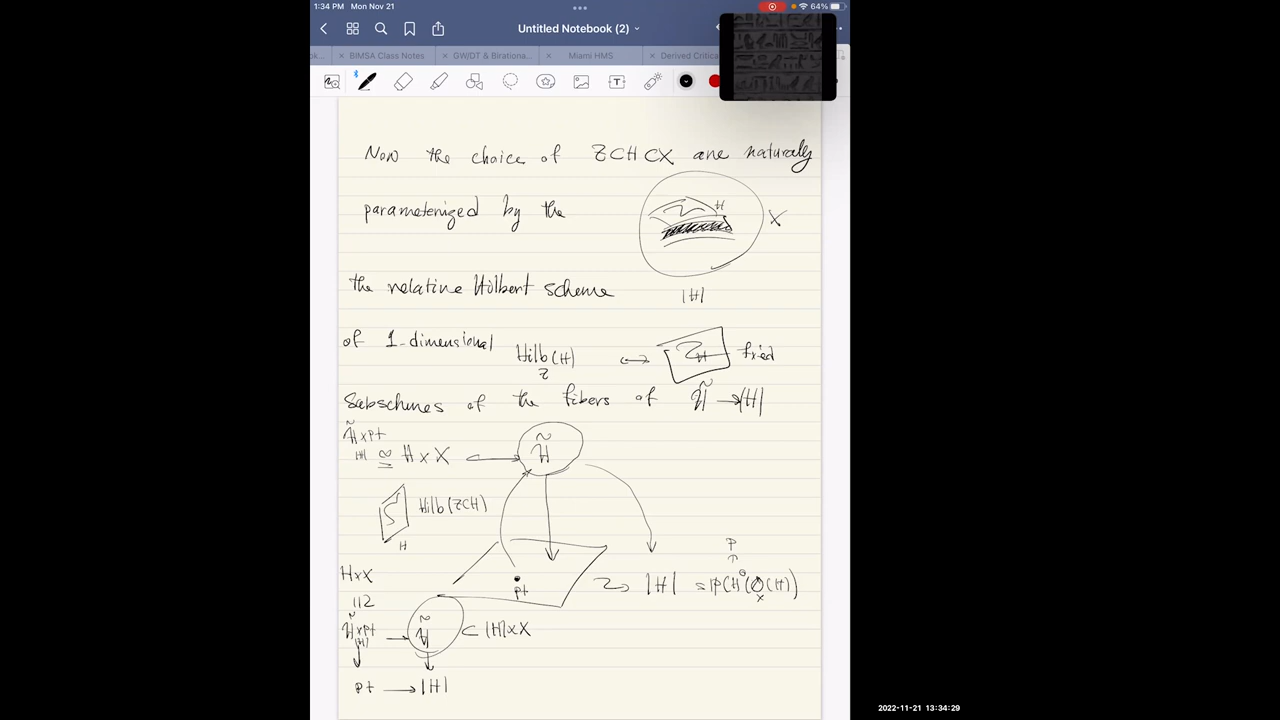 1:34 PM Mon Nov 21
64%
Untitled Notebook (2)
BIMSA Class Notes
GW/DT & Birationa...
Miami HMS
Derived Critica
Now the choice of Z⊂H⊂X are naturally
parameterized by the
H
X
the relative Hilbert scheme
|H|
of 1-dimensional
Hilb(H)
Z
↔
Z_H
fixed
Subschemes of the fibers of H̃ → |H|
H̃ × pt
|H|
≅ H×X
H̃
Hilb(Z⊂H)
H
P
H×X
pt
|H| = P(H⁰(O_X(H))
H̃ × pt
|H|
H̃ ⊂ |H|×X
pt → |H|
2022-11-21 13:34:29